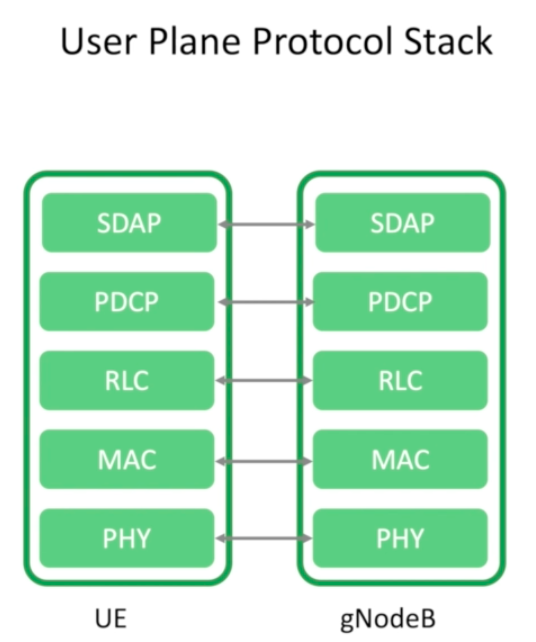 User Plane Protocol Stack
SDAP SDAP
PDCP PDCP
RLC RLC
MAC MAC
PHY PHY
UE gNodeB